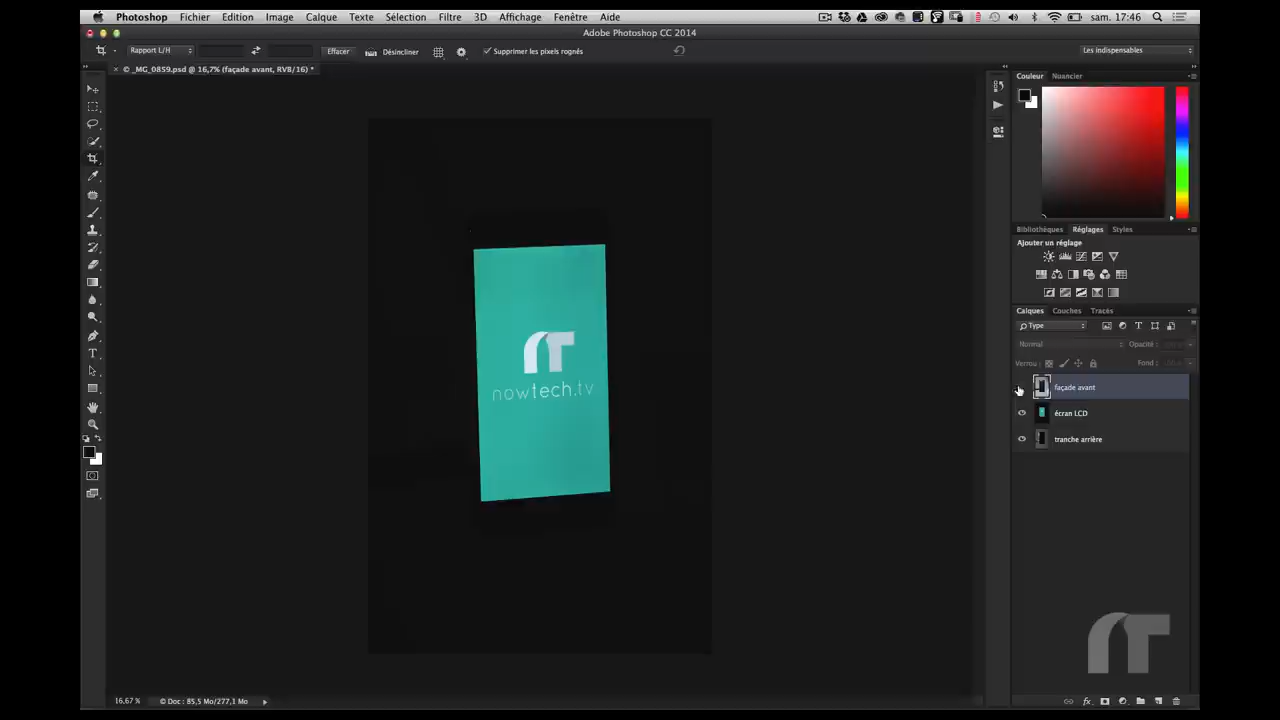 Photoshop Fichier Edition Image Calque Texte Sélection Filtre 3D Affichage Fenêtre Aide sam. 17:46
Adobe Photoshop CC 2014
Rapport L/H Effacer Désincliner Supprimer les pixels rognés Les indispensables
× © _MG_0859.psd @ 16,7% (façade avant, RVB/16) *
Couleur Nuancier
Bibliothèques Réglages Styles
Ajouter un réglage
nowtech.tv
Calques Couches Tracés
Type
Normal Opacité :
Verrou : Fond :
façade avant
écran LCD
tranche arrière
16,67 % © Doc : 85,5 Mo/277,1 Mo